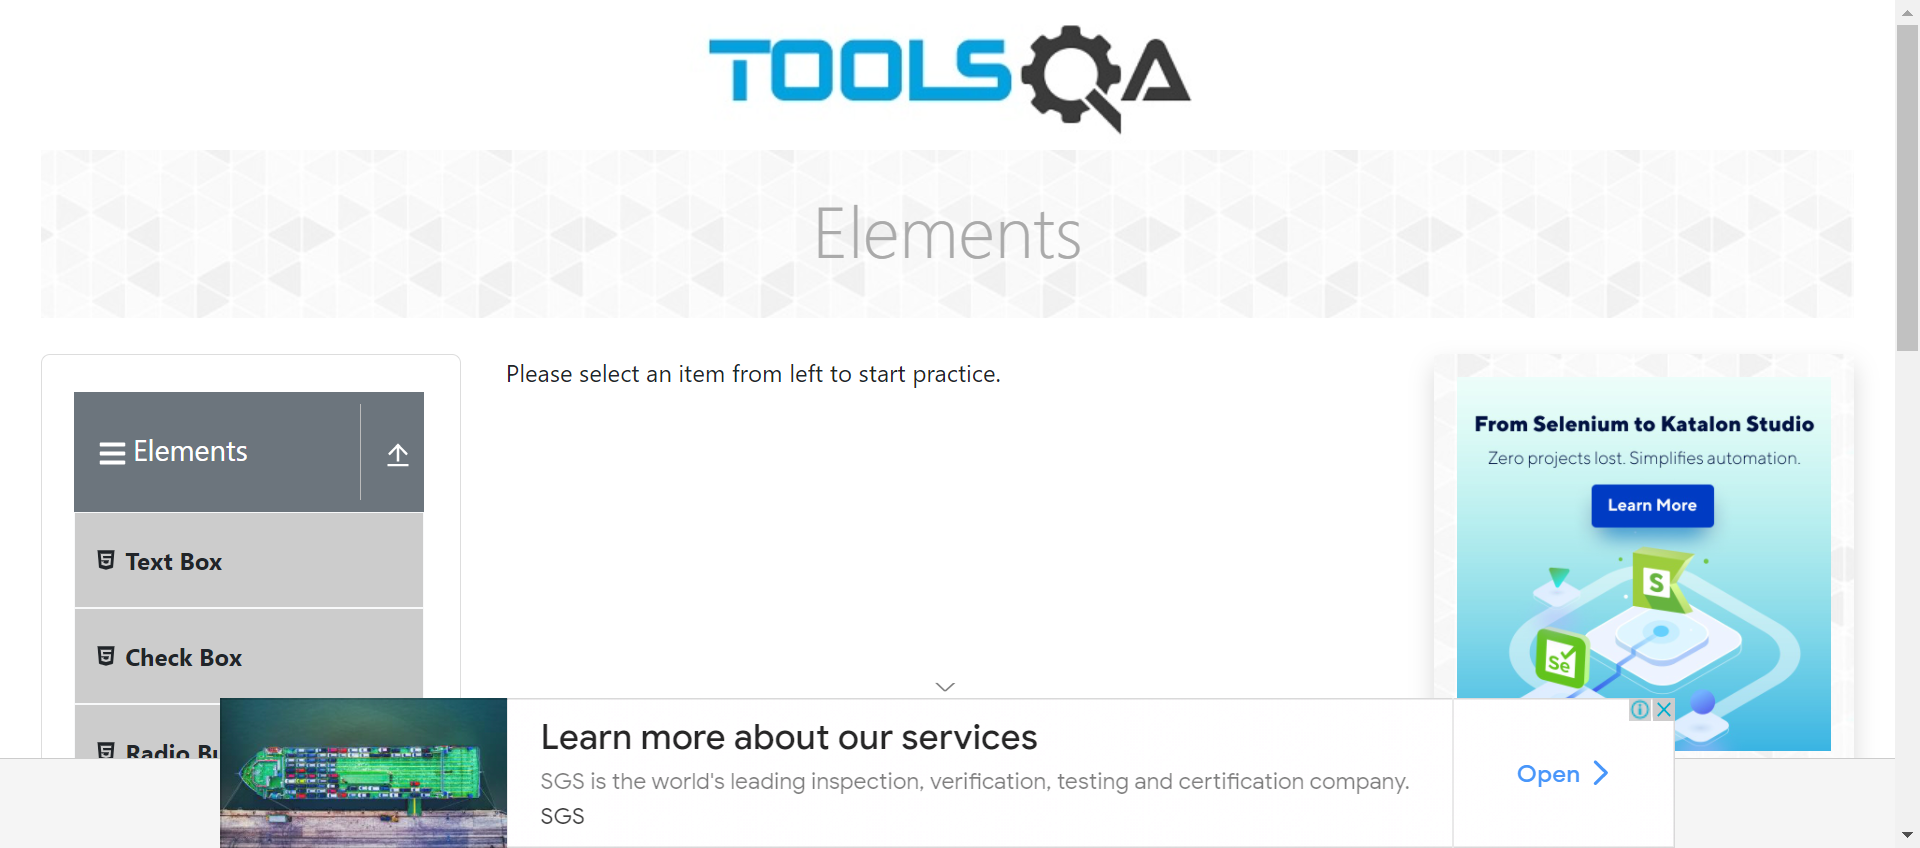 TOOLSQA
Elements
Please select an item from left to start practice.
Elements
Text Box
Check Box
Radio Bu
From Selenium to Katalon Studio
Zero projects lost. Simplifies automation.
Learn More
S
Se
Learn more about our services
SGS is the world's leading inspection, verification, testing and certification company.
SGS
Open